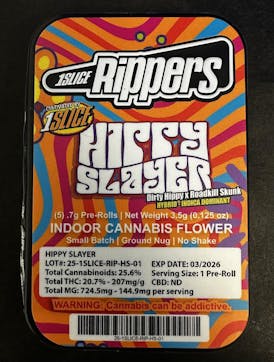 1SLICE Rippers
1SLICE
HIPPY
SLAYER
Dirty Hippy x Roadkill Skunk
HYBRID - INDICA DOMINANT
(5) .7g Pre-Rolls | Net Weight 3.5g (0.125 oz)
INDOOR CANNABIS FLOWER
Small Batch | Ground Nug | No Shake
HIPPY SLAYER
LOT#: 25-1SLICE-RIP-HS-01 EXP DATE: 03/2026
Total Cannabinoids: 25.6% Serving Size: 1 Pre-Roll
Total THC: 20.7% - 207mg/g CBD: ND
Total MG: 724.5mg - 144.9mg per serving
WARNING: Cannabis can be addictive.
25-1SLICE-RIP-HS-01